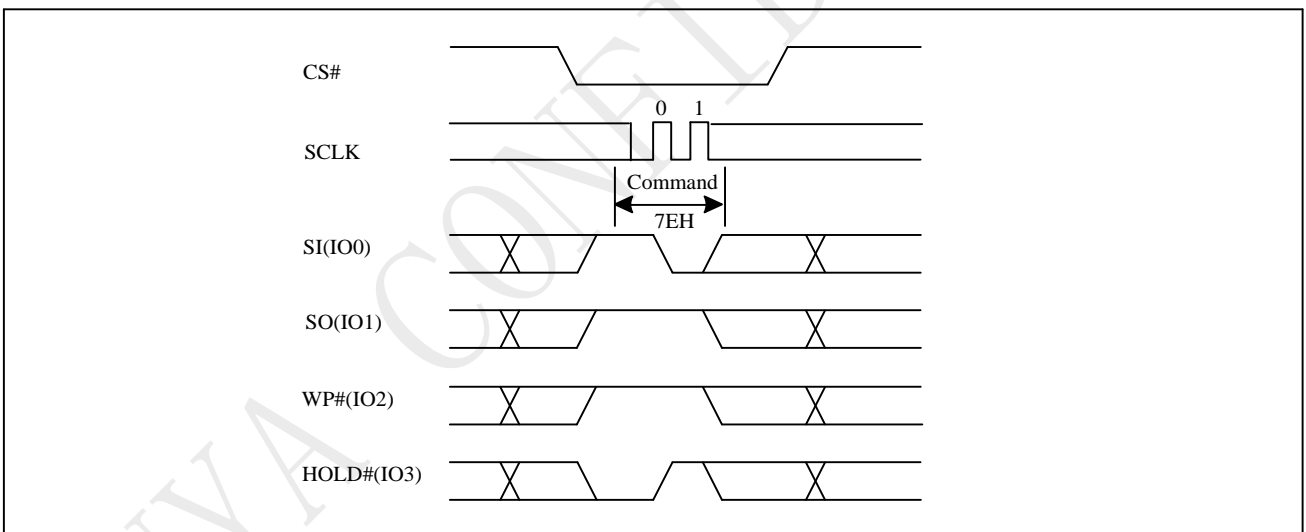 CS#
0 1
SCLK
Command
7EH
SI(IO0)
SO(IO1)
WP#(IO2)
HOLD#(IO3)